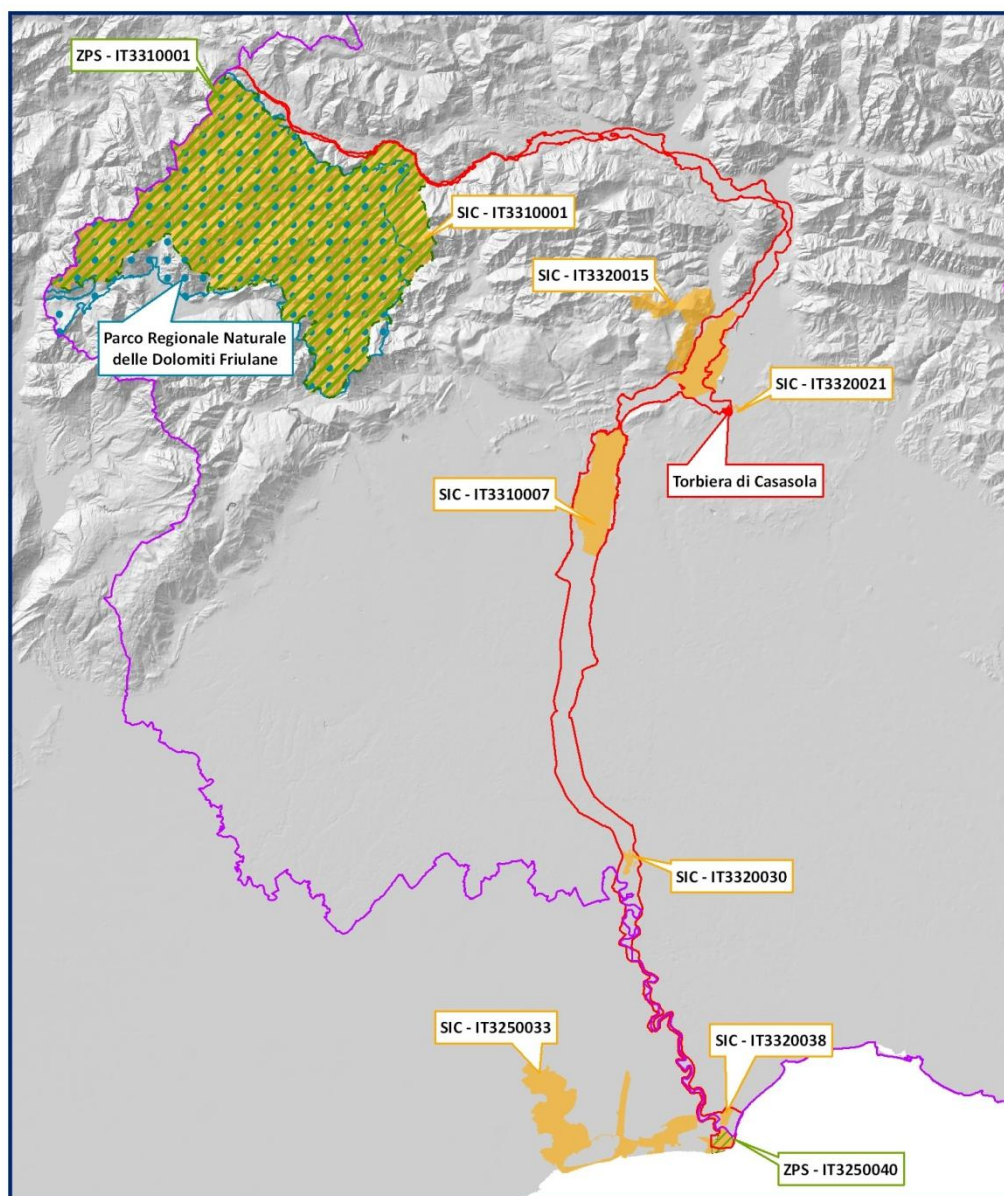 ZPS - IT3310001
SIC - IT3310001
SIC - IT3320015
Parco Regionale Naturale
delle Dolomiti Friulane
SIC - IT3320021
Torbiera di Casasola
SIC - IT3310007
SIC - IT3320030
SIC - IT3250033
SIC - IT3320038
ZPS - IT3250040